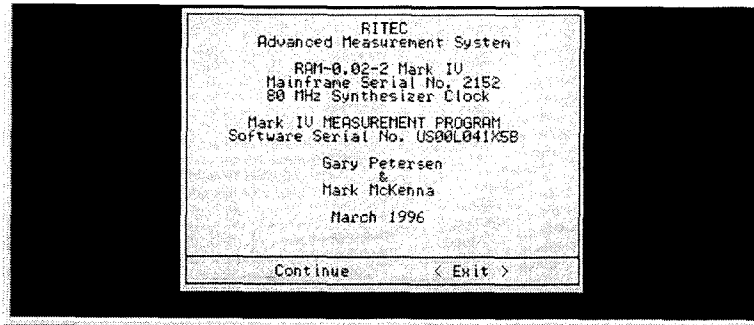 RITEC
Advanced Measurement System
RAM-0.02-2 Mark IV
Mainframe Serial No. 2152
80 MHz Synthesizer Clock
Mark IV MEASUREMENT PROGRAM
Software Serial No. US00L041X5B
Gary Petersen
&
Mark McKenna
March 1996
Continue < Exit >